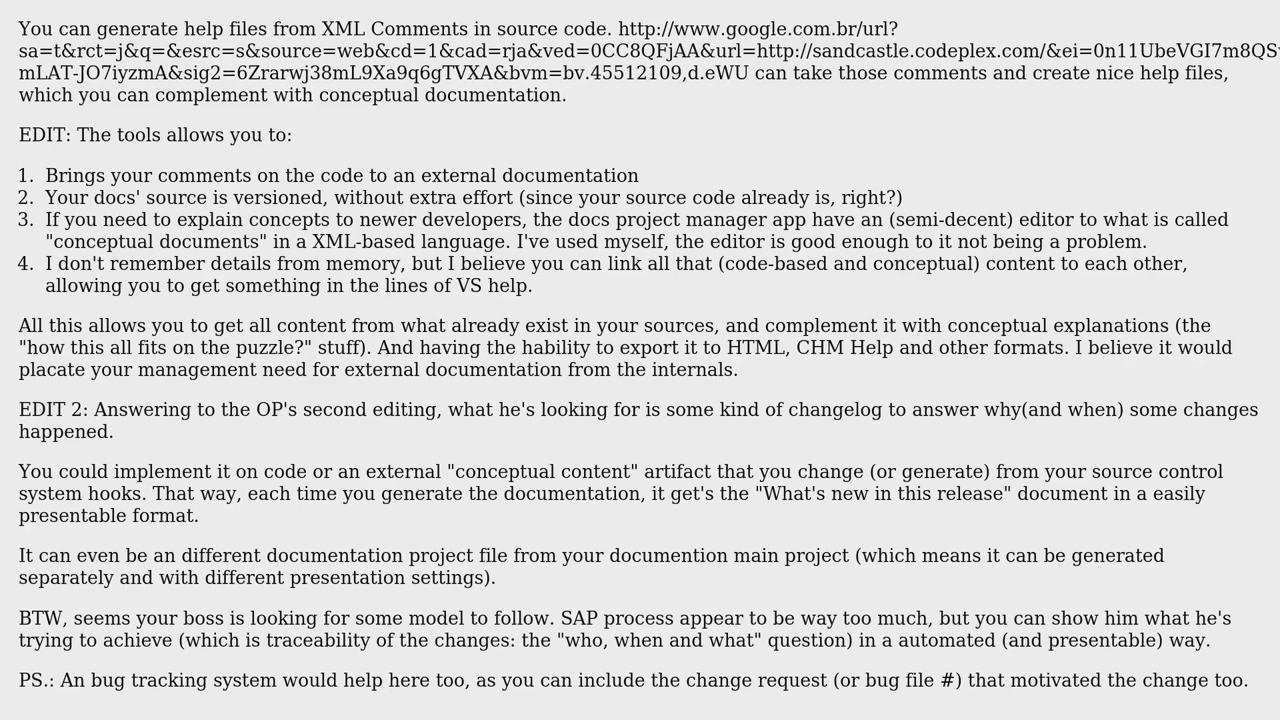 You can generate help files from XML Comments in source code. http://www.google.com.br/url?
sa=t&rct=j&q=&esrc=s&source=web&cd=1&cad=rja&ved=0CC8QFjAA&url=http://sandcastle.codeplex.com/&ei=0n11UbeVGI7m8QS
mLAT-JO7iyzmA&sig2=6Zrarwj38mL9Xa9q6gTVXA&bvm=bv.45512109,d.eWU can take those comments and create nice help files,
which you can complement with conceptual documentation.
EDIT: The tools allows you to:
1. Brings your comments on the code to an external documentation
2. Your docs' source is versioned, without extra effort (since your source code already is, right?)
3. If you need to explain concepts to newer developers, the docs project manager app have an (semi-decent) editor to what is called
"conceptual documents" in a XML-based language. I've used myself, the editor is good enough to it not being a problem.
4. I don't remember details from memory, but I believe you can link all that (code-based and conceptual) content to each other,
allowing you to get something in the lines of VS help.
All this allows you to get all content from what already exist in your sources, and complement it with conceptual explanations (the
"how this all fits on the puzzle?" stuff). And having the hability to export it to HTML, CHM Help and other formats. I believe it would
placate your management need for external documentation from the internals.
EDIT 2: Answering to the OP's second editing, what he's looking for is some kind of changelog to answer why(and when) some changes
happened.
You could implement it on code or an external "conceptual content" artifact that you change (or generate) from your source control
system hooks. That way, each time you generate the documentation, it get's the "What's new in this release" document in a easily
presentable format.
It can even be an different documentation project file from your documention main project (which means it can be generated
separately and with different presentation settings).
BTW, seems your boss is looking for some model to follow. SAP process appear to be way too much, but you can show him what he's
trying to achieve (which is traceability of the changes: the "who, when and what" question) in a automated (and presentable) way.
PS.: An bug tracking system would help here too, as you can include the change request (or bug file #) that motivated the change too.